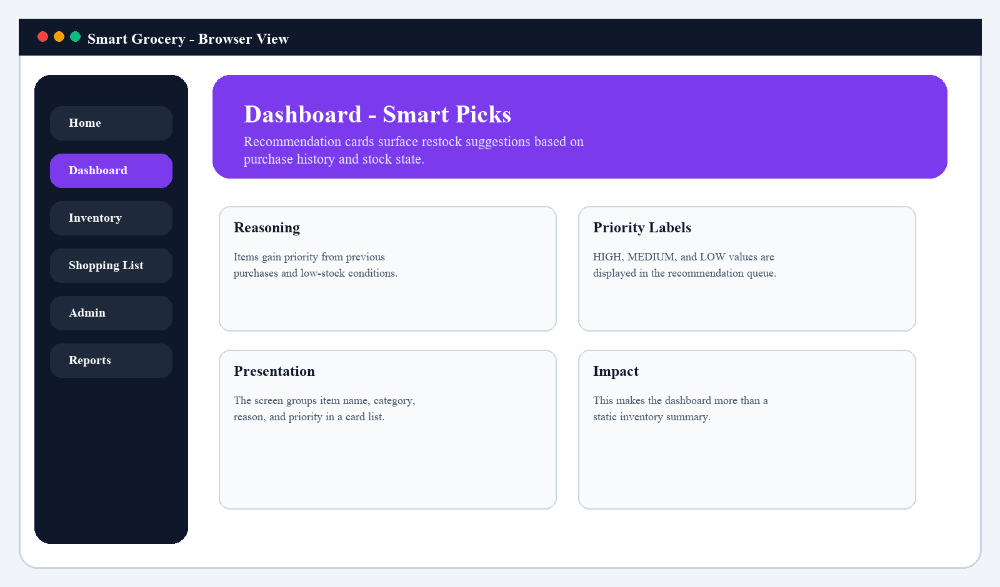 Smart Grocery - Browser View
Home
Dashboard
Inventory
Shopping List
Admin
Reports
Dashboard - Smart Picks
Recommendation cards surface restock suggestions based on
purchase history and stock state.
Reasoning
Items gain priority from previous
purchases and low-stock conditions.
Priority Labels
HIGH, MEDIUM, and LOW values are
displayed in the recommendation queue.
Presentation
The screen groups item name, category,
reason, and priority in a card list.
Impact
This makes the dashboard more than a
static inventory summary.